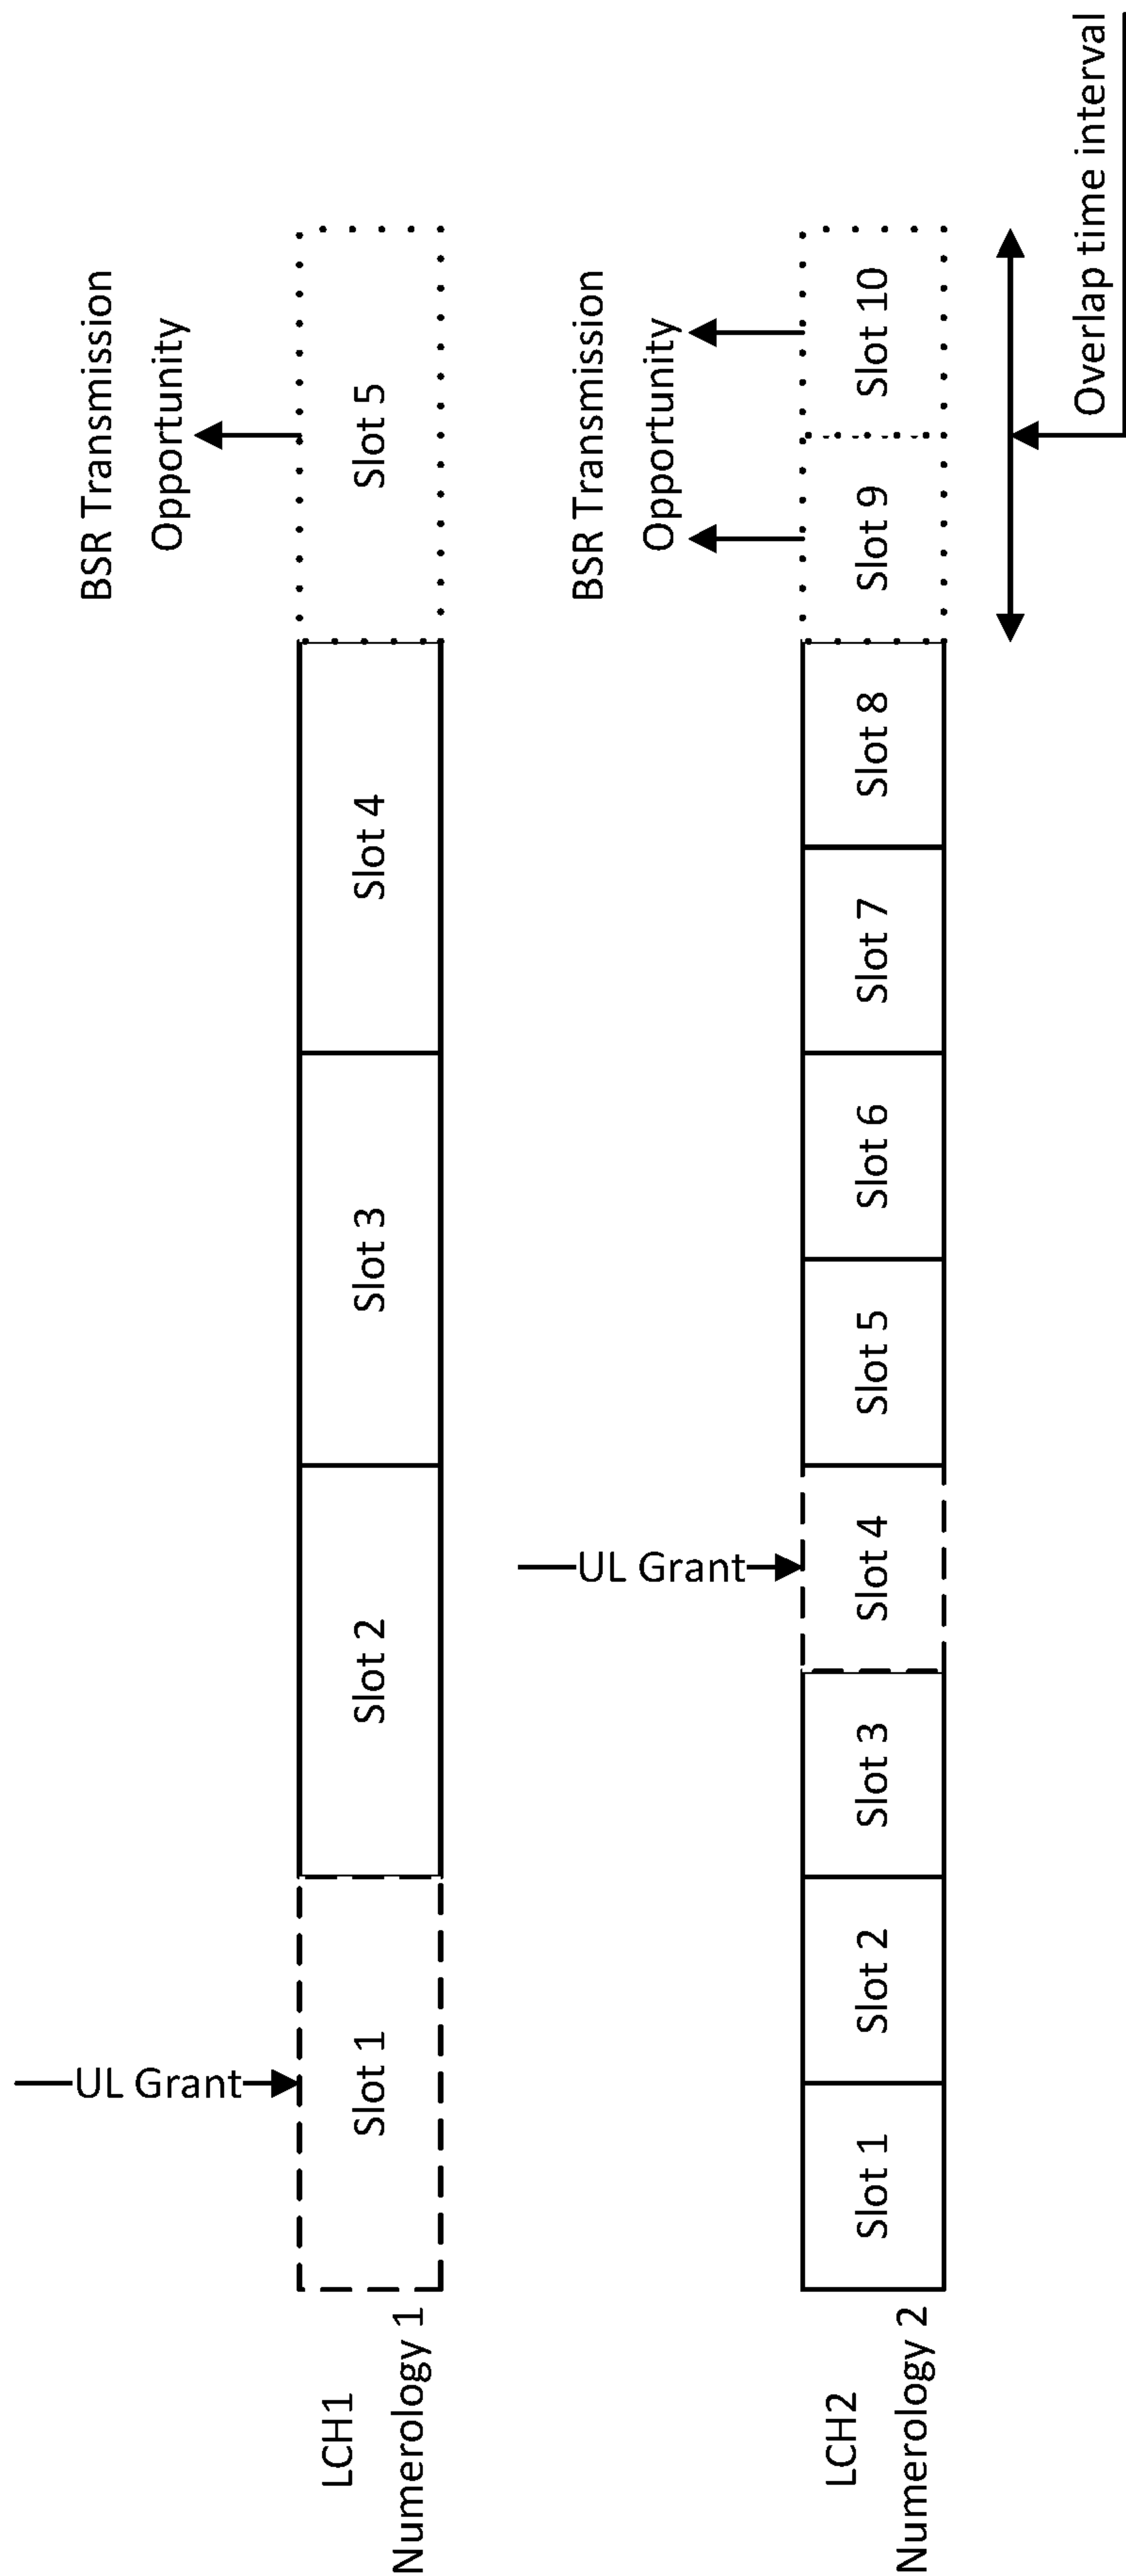 UL Grant
BSR Transmission
Opportunity
LCH1
Numerology 1
Slot 1
Slot 2
Slot 3
Slot 4
Slot 5
UL Grant
BSR Transmission
Opportunity
LCH2
Numerology 2
Slot 1
Slot 2
Slot 3
Slot 4
Slot 5
Slot 6
Slot 7
Slot 8
Slot 9
Slot 10
Overlap time interval